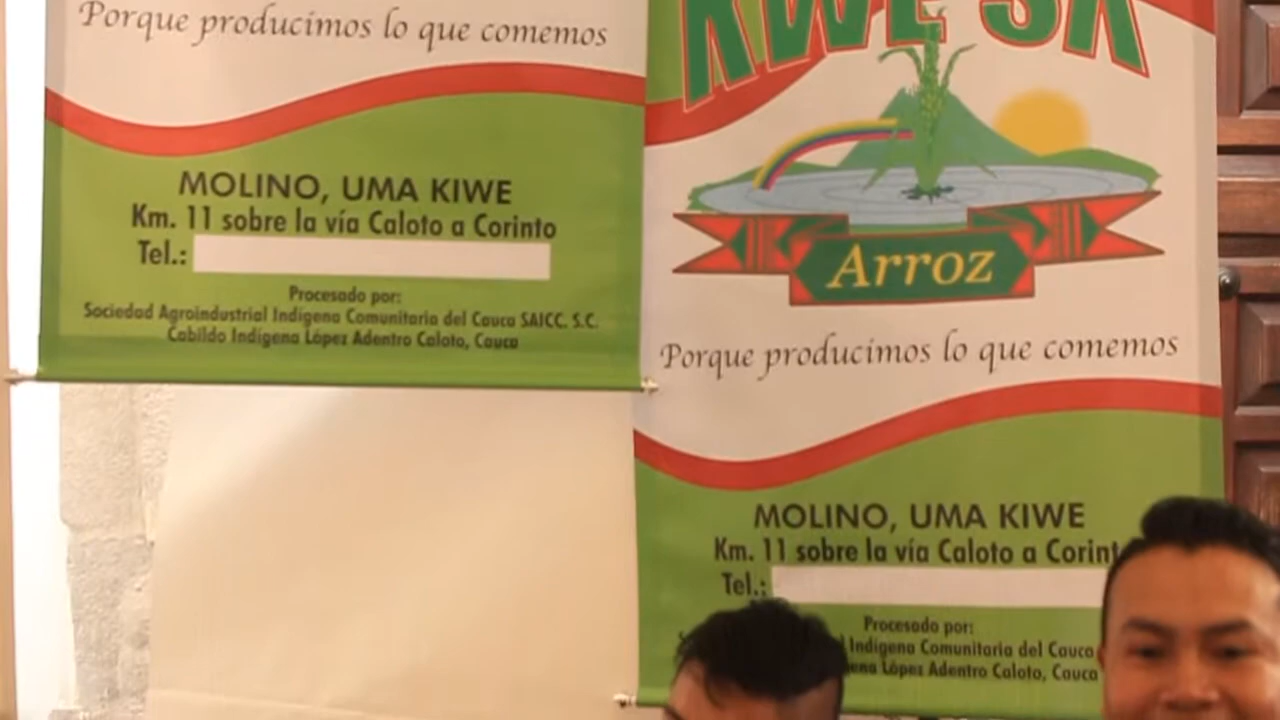 Porque producimos lo que comemos
MOLINO, UMA KIWE
Km. 11 sobre la vía Caloto a Corinto
Tel.:
Procesado por:
Sociedad Agroindustrial Indígena Comunitaria del Cauca SAICC. S.C.
Cabildo Indígena López Adentro Caloto, Cauca
KWE SX
Arroz
Porque producimos lo que comemos
MOLINO, UMA KIWE
Km. 11 sobre la vía Caloto a Corint
Tel.:
Procesado por:
Indígena Comunitaria del Cauca
ena López Adentro Caloto, Cauca